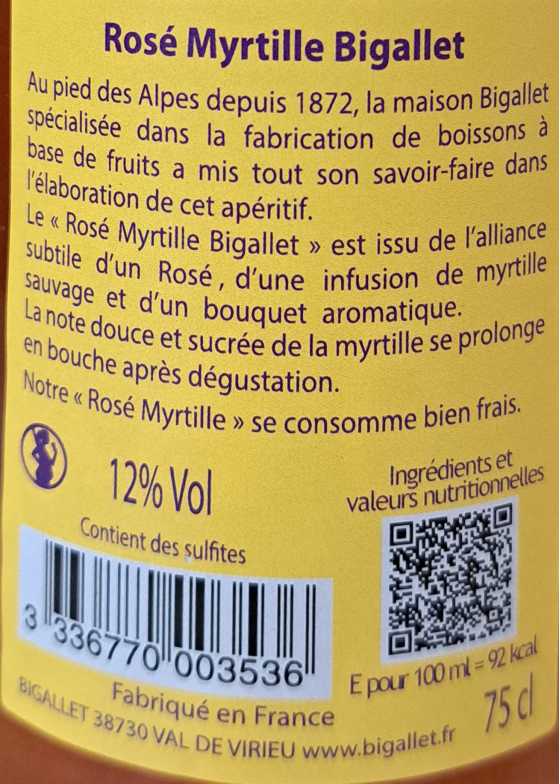 Rosé Myrtille Bigallet
Au pied des Alpes depuis 1872, la maison Bigallet
spécialisée dans la fabrication de boissons à
base de fruits a mis tout son savoir-faire dans
l'élaboration de cet apéritif.
Le « Rosé Myrtille Bigallet » est issu de l'alliance
subtile d'un Rosé , d'une infusion de myrtille
sauvage et d'un bouquet aromatique.
La note douce et sucrée de la myrtille se prolonge
en bouche après dégustation.
Notre « Rosé Myrtille » se consomme bien frais.
12% Vol
Contient des sulfites
Ingrédients et
valeurs nutritionnelles
3 336770 003536
E pour 100 ml = 92 kcal
Fabriqué en France
75 cl
BIGALLET 38730 VAL DE VIRIEU www.bigallet.fr